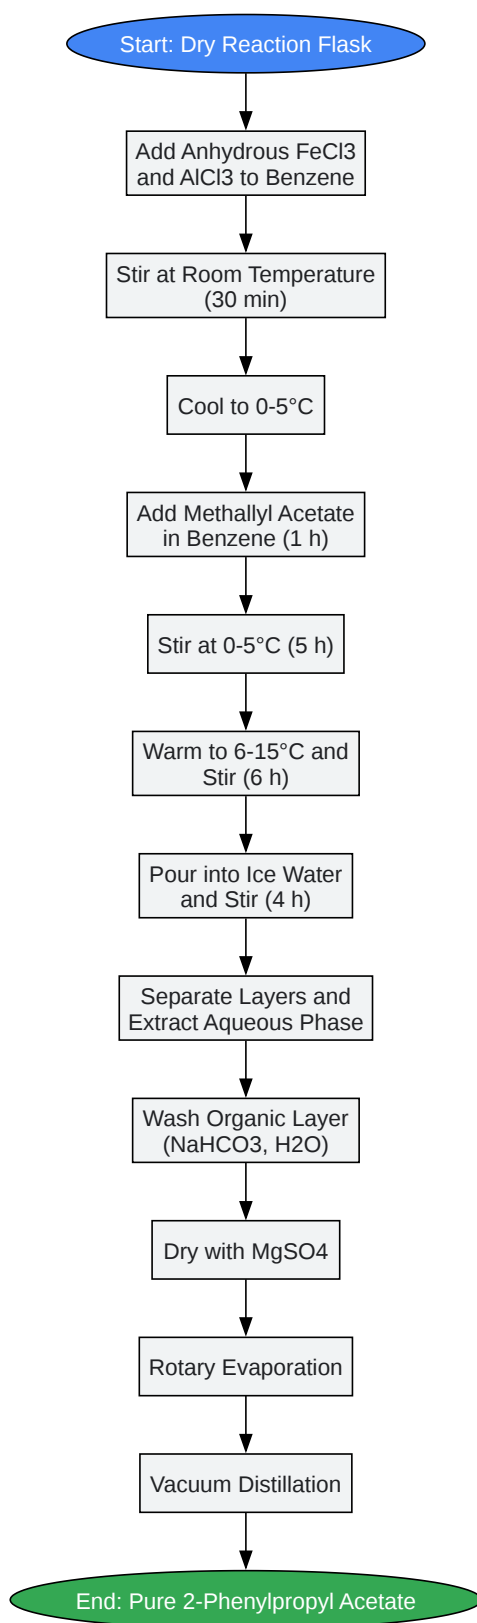 Start: Dry Reaction Flask
Add Anhydrous FeCl3
and AlCl3 to Benzene
Stir at Room Temperature
(30 min)
Cool to 0-5°C
Add Methallyl Acetate
in Benzene (1 h)
Stir at 0-5°C (5 h)
Warm to 6-15°C and
Stir (6 h)
Pour into Ice Water
and Stir (4 h)
Separate Layers and
Extract Aqueous Phase
Wash Organic Layer
(NaHCO3, H2O)
Dry with MgSO4
Rotary Evaporation
Vacuum Distillation
End: Pure 2-Phenylpropyl Acetate